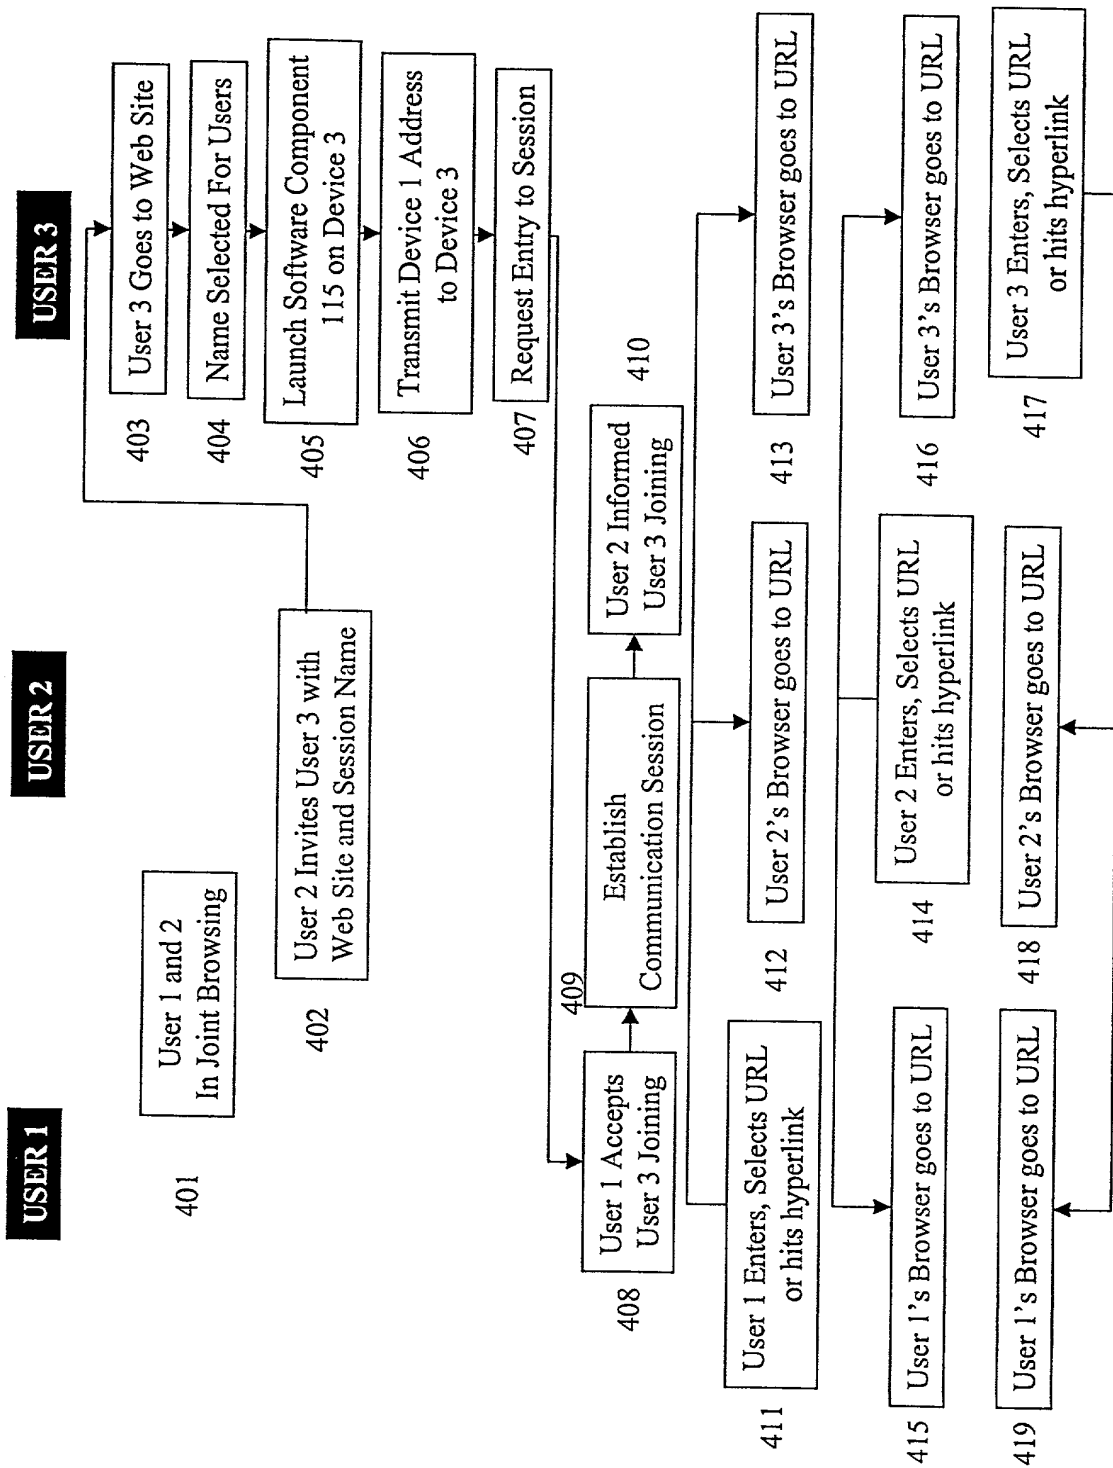 USER 1
USER 2
USER 3
User 1 and 2
In Joint Browsing
401
User 2 Invites User 3 with
Web Site and Session Name
402
User 3 Goes to Web Site
403
Name Selected For Users
404
Launch Software Component
115 on Device 3
405
Transmit Device 1 Address
to Device 3
406
Request Entry to Session
407
User 1 Accepts
User 3 Joining
408
409
Establish
Communication Session
User 2 Informed
User 3 Joining
410
User 1 Enters, Selects URL
or hits hyperlink
411
User 2's Browser goes to URL
412
User 3's Browser goes to URL
413
User 2 Enters, Selects URL
or hits hyperlink
414
User 1's Browser goes to URL
415
User 3's Browser goes to URL
416
User 3 Enters, Selects URL
or hits hyperlink
417
User 2's Browser goes to URL
418
User 1's Browser goes to URL
419